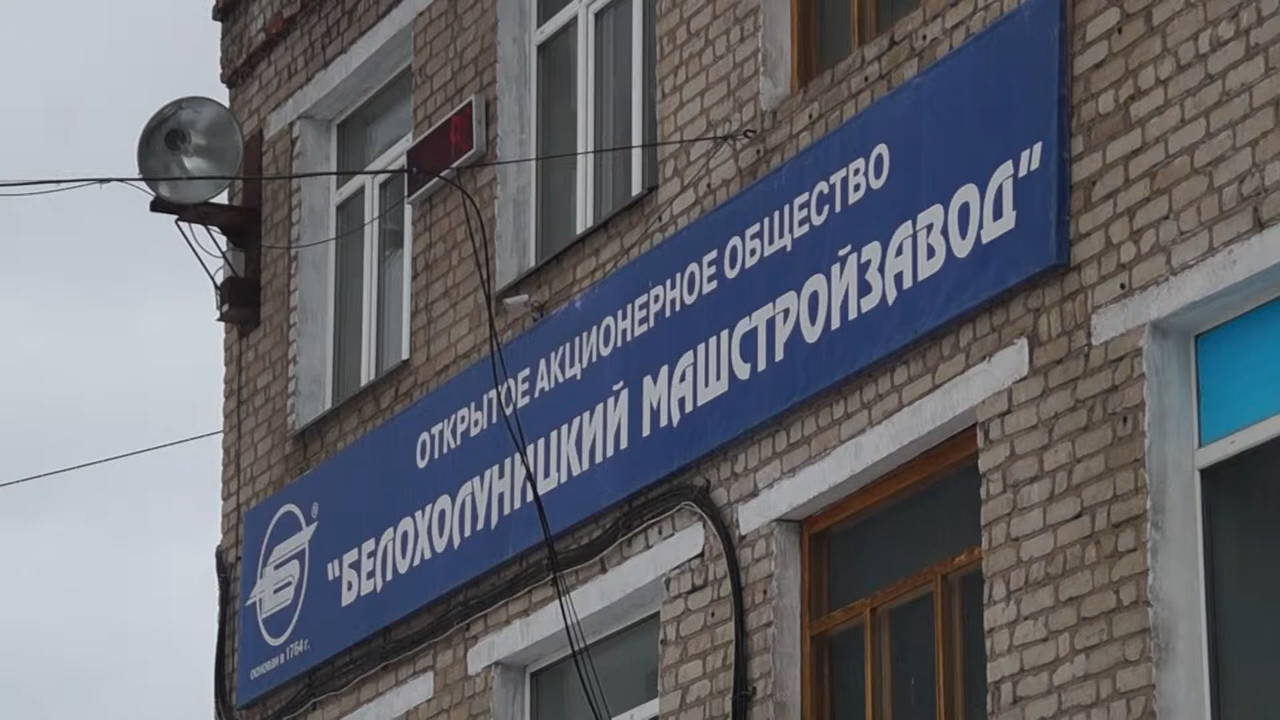 ОТКРЫТОЕ АКЦИОНЕРНОЕ ОБЩЕСТВО
"БЕЛОХОЛУНИЦКИЙ МАШСТРОЙЗАВОД"
®
основан в 1764 г.